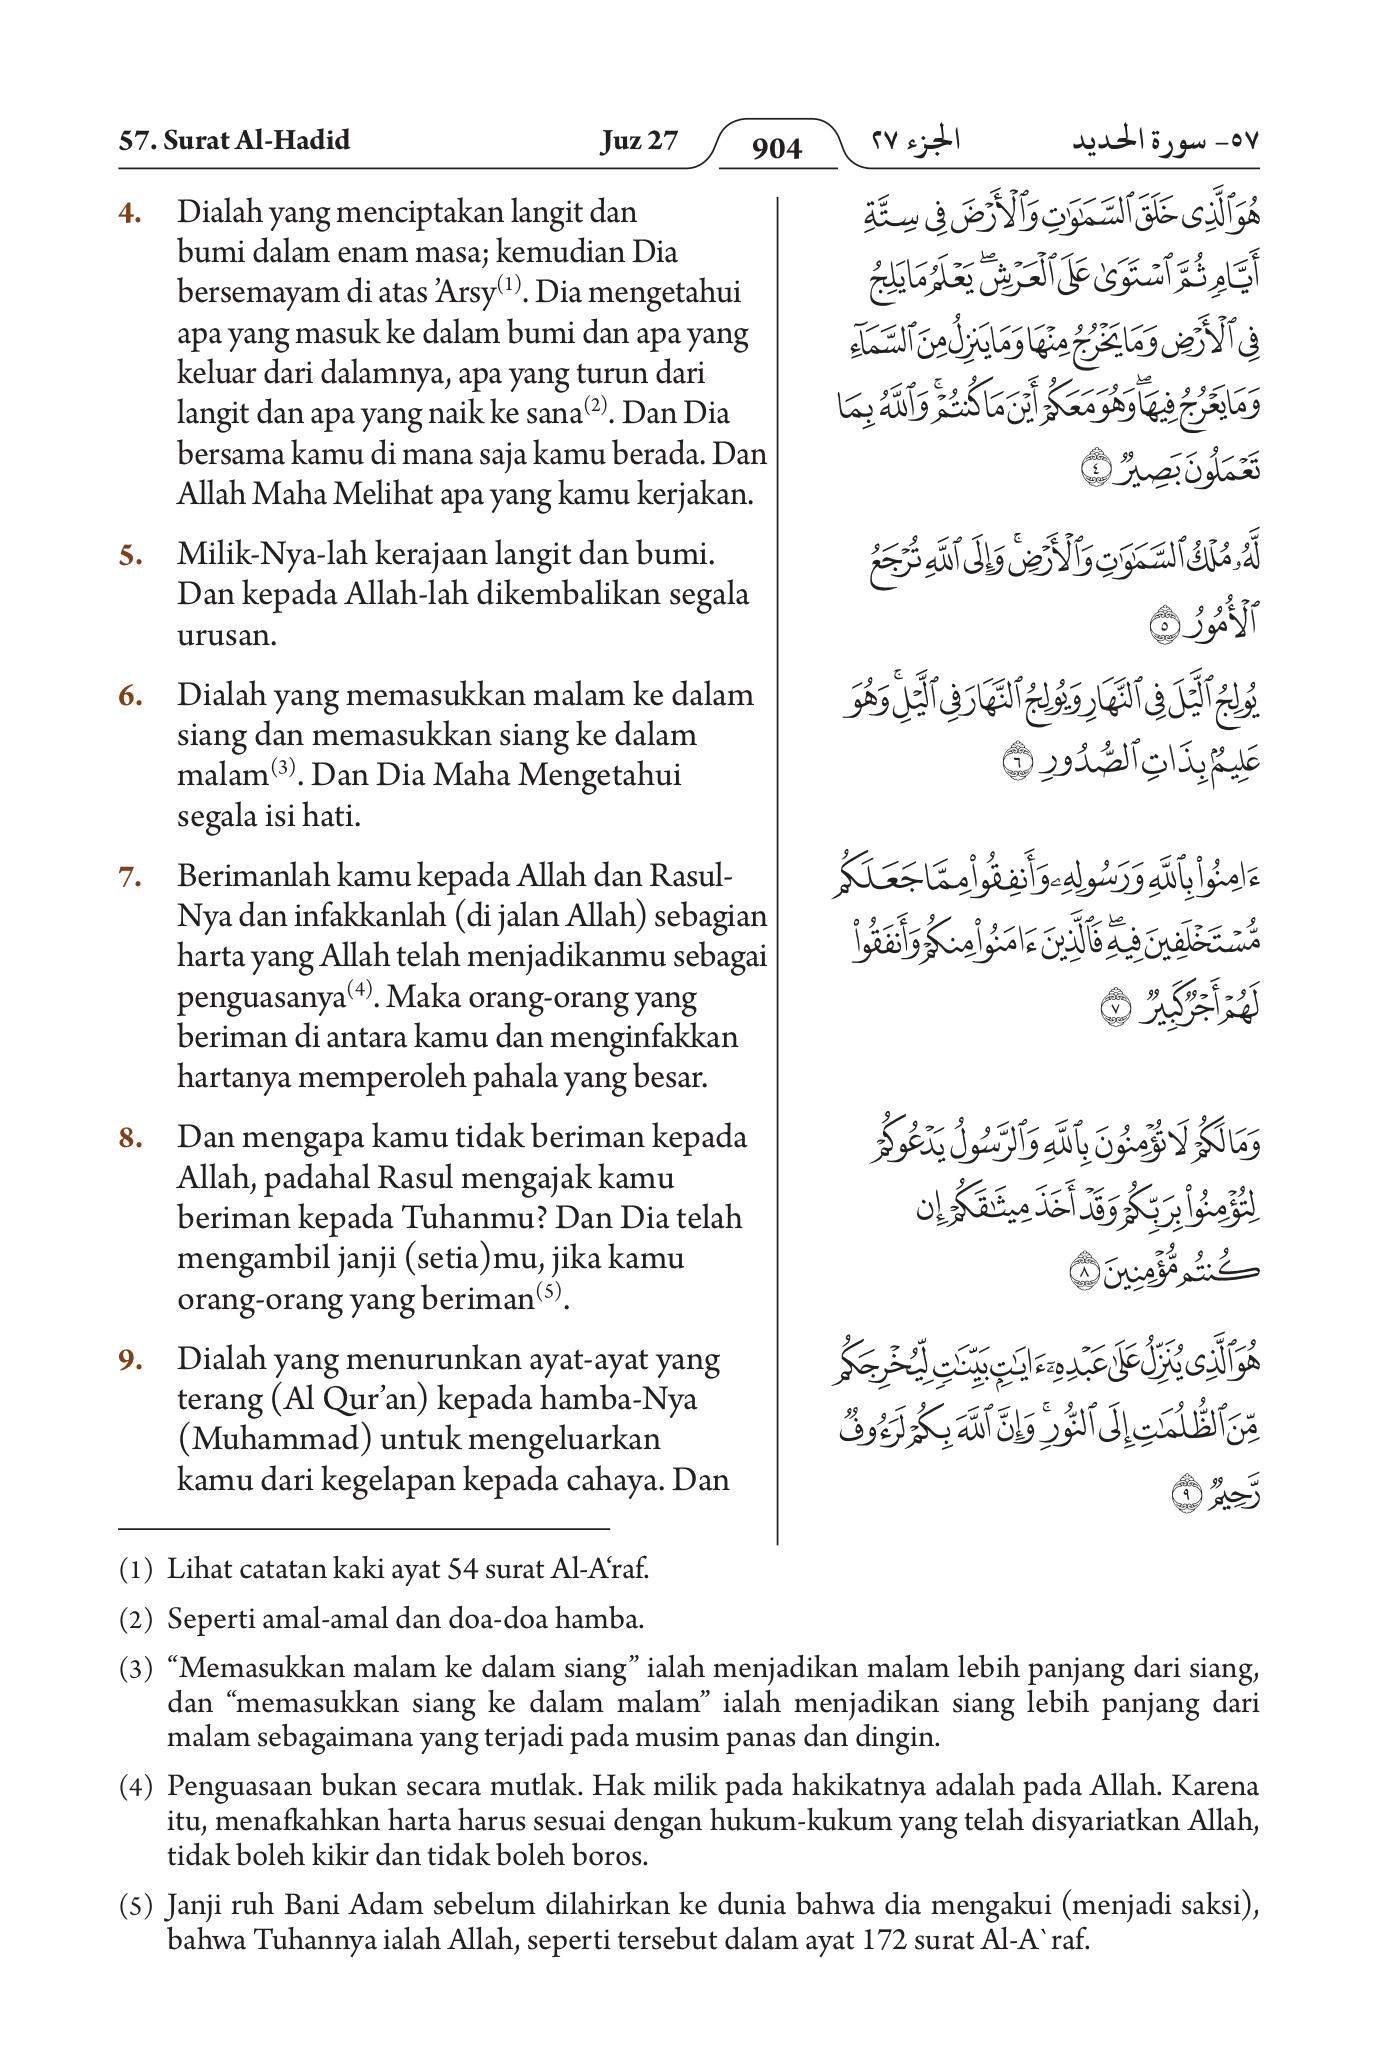 57. Surat Al-Hadid Juz 27 904 الجزء ٢٧ ٥٧- سورة الحديد
4. Dialah yang menciptakan langit dan
bumi dalam enam masa; kemudian Dia
bersemayam di atas ’Arsy(1). Dia mengetahui
apa yang masuk ke dalam bumi dan apa yang
keluar dari dalamnya, apa yang turun dari
langit dan apa yang naik ke sana(2). Dan Dia
bersama kamu di mana saja kamu berada. Dan
Allah Maha Melihat apa yang kamu kerjakan.
5. Milik-Nya-lah kerajaan langit dan bumi.
Dan kepada Allah-lah dikembalikan segala
urusan.
6. Dialah yang memasukkan malam ke dalam
siang dan memasukkan siang ke dalam
malam(3). Dan Dia Maha Mengetahui
segala isi hati.
7. Berimanlah kamu kepada Allah dan Rasul-
Nya dan infakkanlah (di jalan Allah) sebagian
harta yang Allah telah menjadikanmu sebagai
penguasanya(4). Maka orang-orang yang
beriman di antara kamu dan menginfakkan
hartanya memperoleh pahala yang besar.
8. Dan mengapa kamu tidak beriman kepada
Allah, padahal Rasul mengajak kamu
beriman kepada Tuhanmu? Dan Dia telah
mengambil janji (setia)mu, jika kamu
orang-orang yang beriman(5).
9. Dialah yang menurunkan ayat-ayat yang
terang (Al Qur’an) kepada hamba-Nya
(Muhammad) untuk mengeluarkan
kamu dari kegelapan kepada cahaya. Dan
هُوَ ٱلَّذِى خَلَقَ ٱلسَّمَٰوَٰتِ وَٱلۡأَرۡضَ فِى سِتَّةِ
أَيَّامٖ ثُمَّ ٱسۡتَوَىٰ عَلَى ٱلۡعَرۡشِۖ يَعۡلَمُ مَا يَلِجُ
فِى ٱلۡأَرۡضِ وَمَا يَخۡرُجُ مِنۡهَا وَمَا يَنزِلُ مِنَ ٱلسَّمَآءِ
وَمَا يَعۡرُجُ فِيهَاۖ وَهُوَ مَعَكُمۡ أَيۡنَ مَا كُنتُمۡۚ وَٱللَّهُ بِمَا
تَعۡمَلُونَ بَصِيرٞ ٤
لَّهُۥ مُلۡكُ ٱلسَّمَٰوَٰتِ وَٱلۡأَرۡضِۚ وَإِلَى ٱللَّهِ تُرۡجَعُ
ٱلۡأُمُورُ ٥
يُولِجُ ٱلَّيۡلَ فِى ٱلنَّهَارِ وَيُولِجُ ٱلنَّهَارَ فِى ٱلَّيۡلِۚ وَهُوَ
عَلِيمُۢ بِذَاتِ ٱلصُّدُورِ ٦
ءَامِنُواْ بِٱللَّهِ وَرَسُولِهِۦ وَأَنفِقُواْ مِمَّا جَعَلَكُم
مُّسۡتَخۡلَفِينَ فِيهِۖ فَٱلَّذِينَ ءَامَنُواْ مِنكُمۡ وَأَنفَقُواْ
لَهُمۡ أَجۡرٞ كَبِيرٞ ٧
وَمَا لَكُمۡ لَا تُؤۡمِنُونَ بِٱللَّهِ وَٱلرَّسُولُ يَدۡعُوكُمۡ
لِتُؤۡمِنُواْ بِرَبِّكُمۡ وَقَدۡ أَخَذَ مِيثَٰقَكُمۡ إِن
كُنتُم مُّؤۡمِنِينَ ٨
هُوَ ٱلَّذِى يُنَزِّلُ عَلَىٰ عَبۡدِهِۦٓ ءَايَٰتِۭ بَيِّنَٰتٖ لِّيُخۡرِجَكُم
مِّنَ ٱلظُّلُمَٰتِ إِلَى ٱلنُّورِۚ وَإِنَّ ٱللَّهَ بِكُمۡ لَرَءُوفٞ
رَّحِيمٞ ٩
(1) Lihat catatan kaki ayat 54 surat Al-A‘raf.
(2) Seperti amal-amal dan doa-doa hamba.
(3) “Memasukkan malam ke dalam siang” ialah menjadikan malam lebih panjang dari siang,
dan “memasukkan siang ke dalam malam” ialah menjadikan siang lebih panjang dari
malam sebagaimana yang terjadi pada musim panas dan dingin.
(4) Penguasaan bukan secara mutlak. Hak milik pada hakikatnya adalah pada Allah. Karena
itu, menafkahkan harta harus sesuai dengan hukum-kukum yang telah disyariatkan Allah,
tidak boleh kikir dan tidak boleh boros.
(5) Janji ruh Bani Adam sebelum dilahirkan ke dunia bahwa dia mengakui (menjadi saksi),
bahwa Tuhannya ialah Allah, seperti tersebut dalam ayat 172 surat Al-A`raf.